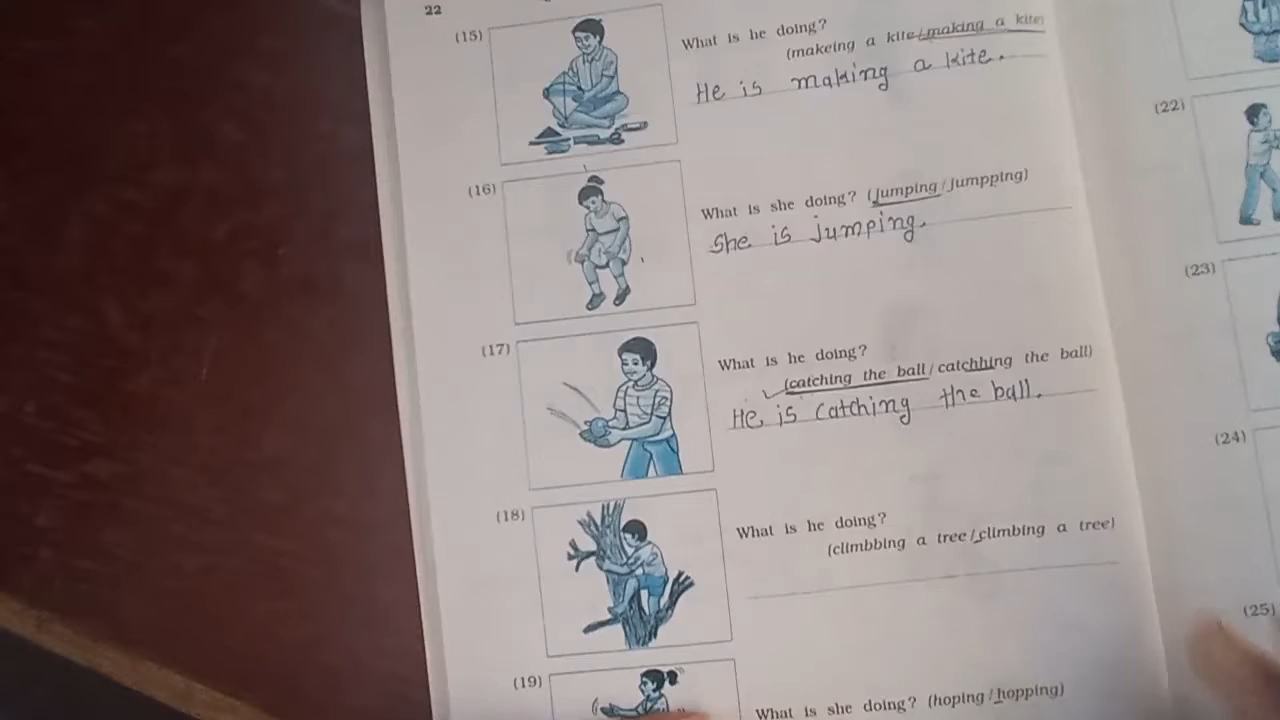 22
(15)
What is he doing?
(makeing a kite/making a kite)
He is making a kite.
(16)
What is she doing? (jumping/jumpping)
She is jumping.
(17)
What is he doing?
(catching the ball/catchhing the ball)
He is catching the ball.
(18)
What is he doing?
(climbbing a tree/climbing a tree)
(19)
What is she doing? (hoping/hopping)
(22)
(23)
(24)
(25)